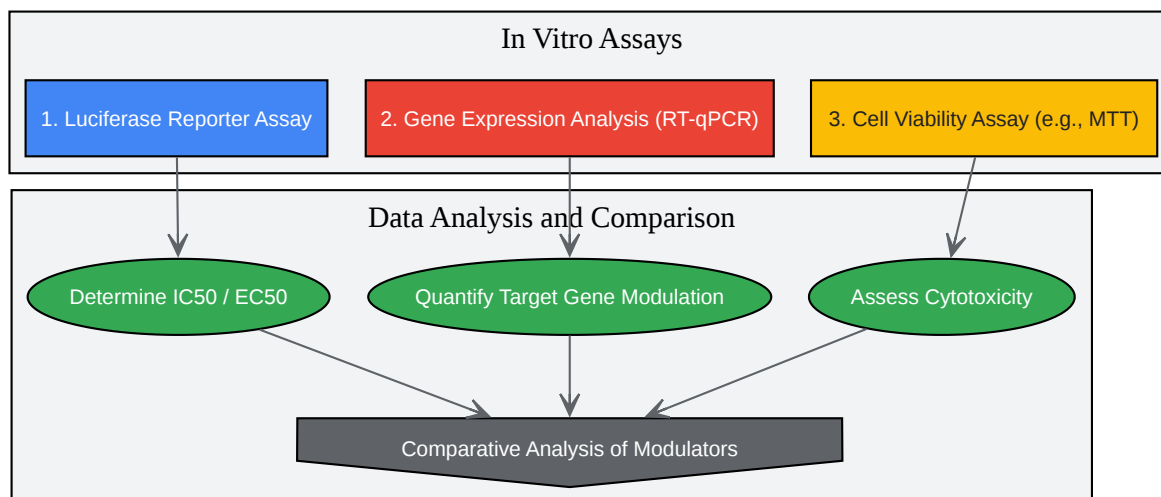 In Vitro Assays
1. Luciferase Reporter Assay
2. Gene Expression Analysis (RT-qPCR)
3. Cell Viability Assay (e.g., MTT)
Data Analysis and Comparison
Determine IC50 / EC50
Quantify Target Gene Modulation
Assess Cytotoxicity
Comparative Analysis of Modulators